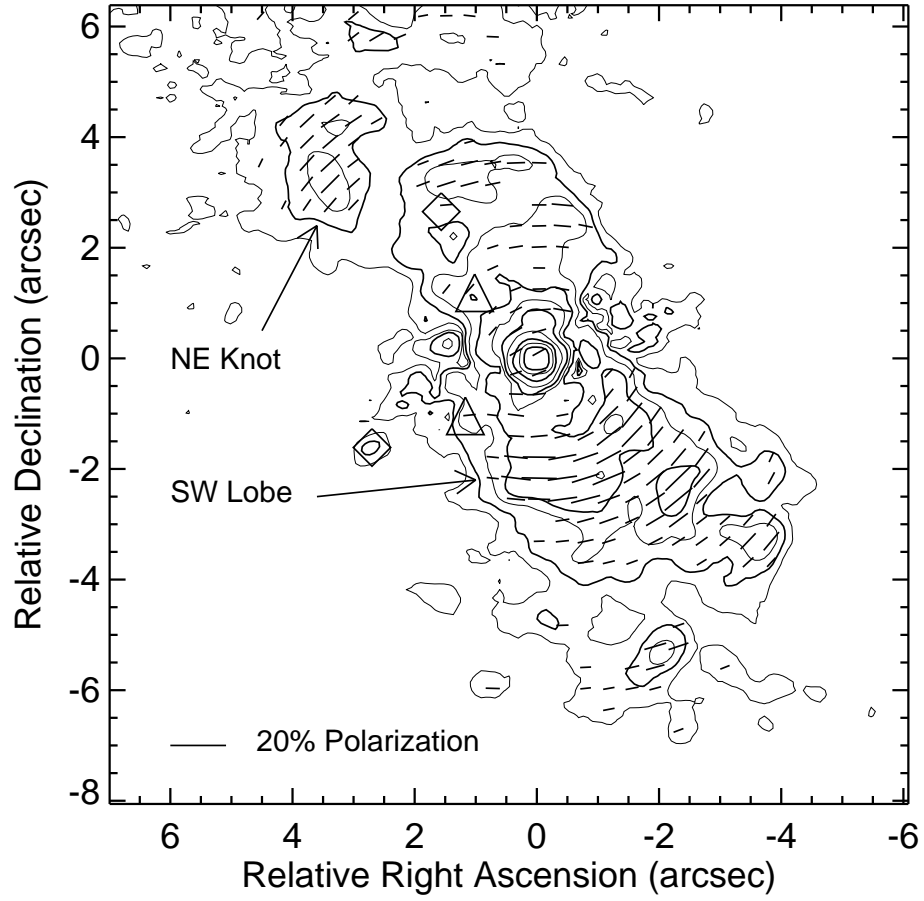 6
4
2
0
-2
-4
-6
-8
Relative Declination (arcsec)
NE Knot
SW Lobe
20% Polarization
6 4 2 0 -2 -4 -6
Relative Right Ascension (arcsec)